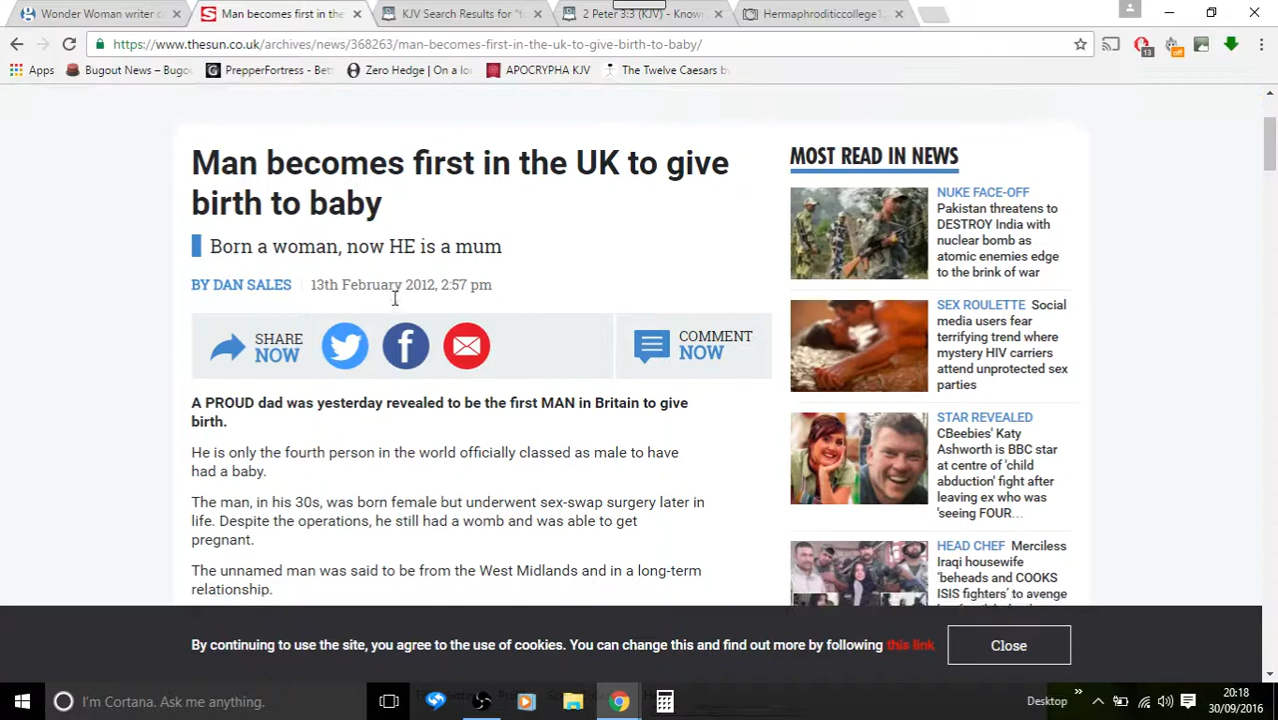 Wonder Woman writer c
Man becomes first in the
KJV Search Results for "f
2 Peter 3:3 (KJV) - Know
Hermaphroditiccollege1.
https://www.thesun.co.uk/archives/news/368263/man-becomes-first-in-the-uk-to-give-birth-to-baby/
13
off
Apps
Bugout News – Bugo
PrepperFortress - Bet
Zero Hedge | On a lo
APOCRYPHA KJV
The Twelve Caesars b
Man becomes first in the UK to give
birth to baby
Born a woman, now HE is a mum
BY DAN SALES
13th February 2012, 2:57 pm
SHARE
NOW
COMMENT
NOW
A PROUD dad was yesterday revealed to be the first MAN in Britain to give
birth.
He is only the fourth person in the world officially classed as male to have
had a baby.
The man, in his 30s, was born female but underwent sex-swap surgery later in
life. Despite the operations, he still had a womb and was able to get
pregnant.
The unnamed man was said to be from the West Midlands and in a long-term
relationship.
MOST READ IN NEWS
NUKE FACE-OFF
Pakistan threatens to
DESTROY India with
nuclear bomb as
atomic enemies edge
to the brink of war
SEX ROULETTE Social
media users fear
terrifying trend where
mystery HIV carriers
attend unprotected sex
parties
STAR REVEALED
CBeebies' Katy
Ashworth is BBC star
at centre of 'child
abduction' fight after
leaving ex who was
'seeing FOUR...
HEAD CHEF Merciless
Iraqi housewife
'beheads and COOKS
ISIS fighters' to avenge
By continuing to use the site, you agree to the use of cookies. You can change this and find out more by following this link
Close
I'm Cortana. Ask me anything.
Desktop
20:18
30/09/2016